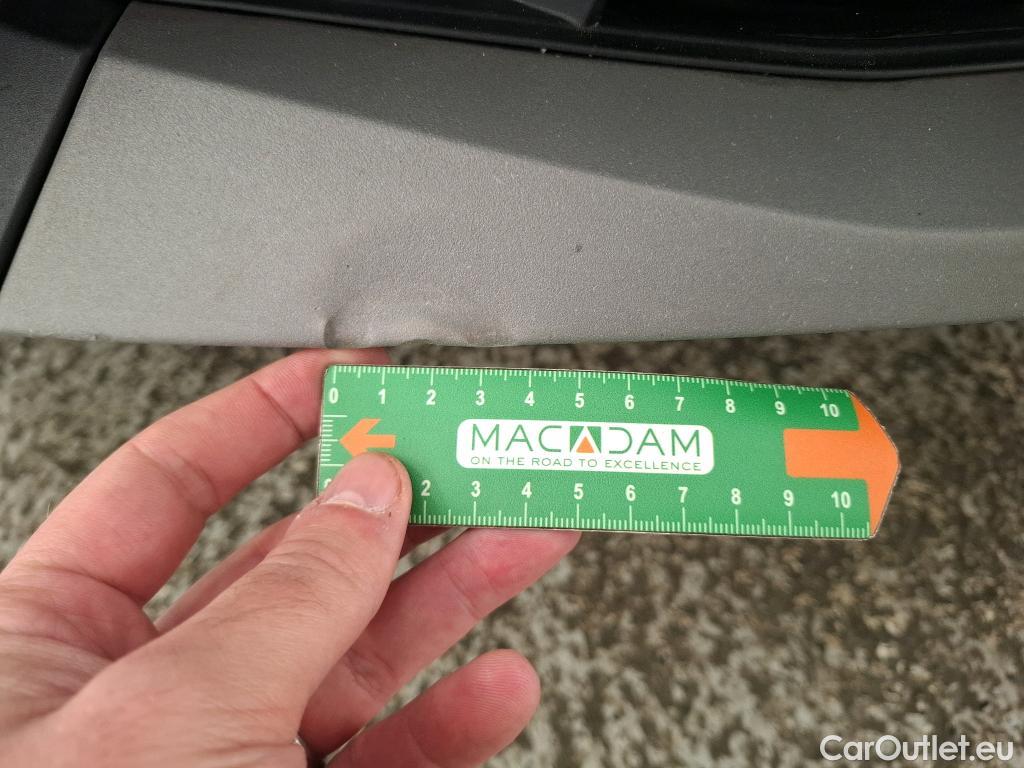 0 1 2 3 4 5 6 7 8 9 10
MACADAM
ON THE ROAD TO EXCELLENCE
2 3 4 5 6 7 8 9 10
CarOutlet.eu